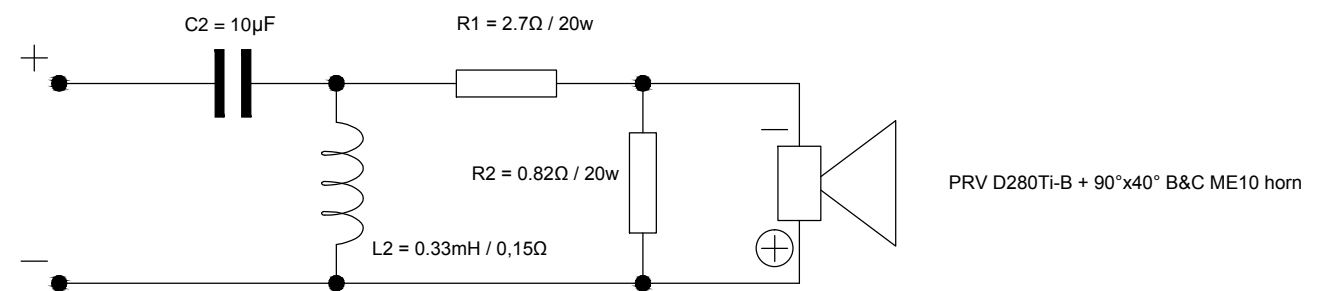 C2 = 10µF
R1 = 2.7Ω / 20w
+
−
R2 = 0.82Ω / 20w
PRV D280Ti-B + 90°x40° B&C ME10 horn
L2 = 0.33mH / 0,15Ω
+
−